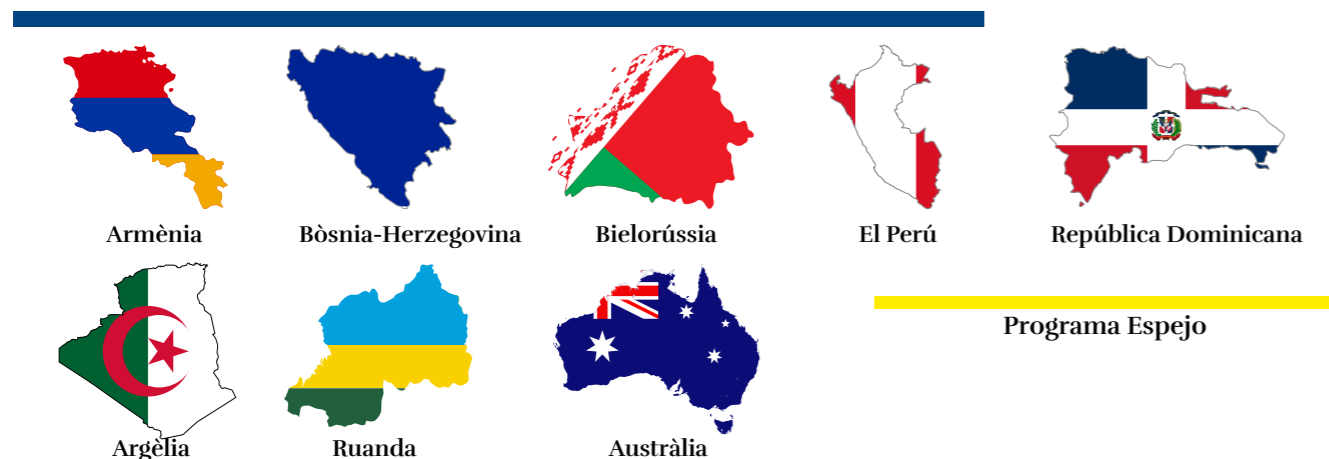 Armènia
Bòsnia-Herzegovina
Bielorússia
El Perú
República Dominicana
Programa Espejo
Argèlia
Ruanda
Austràlia